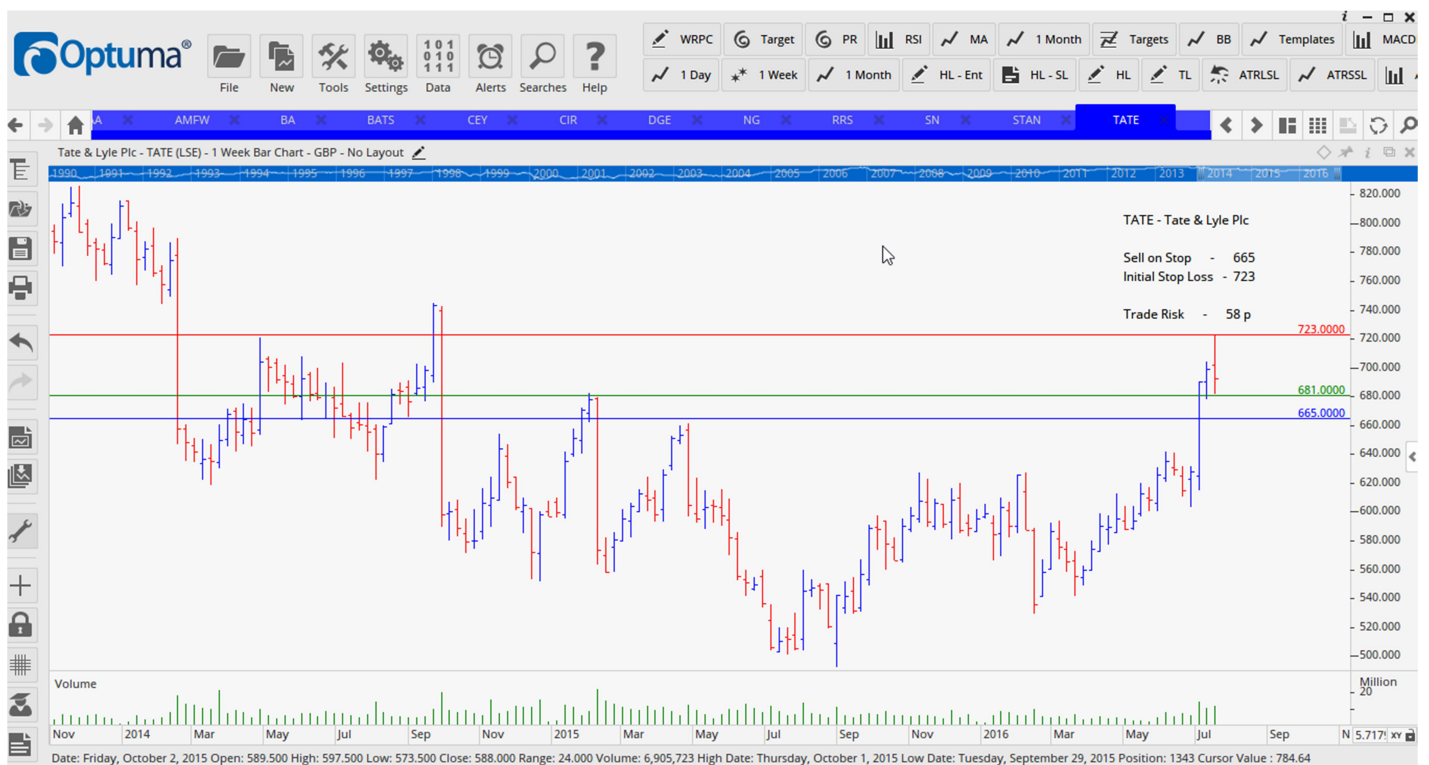 Optuma®
File
New
Tools
Settings
101
010
111
Data
Alerts
Searches
?
Help
WRPC
Target
PR
RSI
MA
1 Month
Targets
BB
Templates
MACD
1 Day
1 Week
1 Month
HL - Ent
HL - SL
HL
TL
ATRLSL
ATRSSL
AMFW
BA
BATS
CEY
CIR
DGE
NG
RRS
SN
STAN
TATE
Tate & Lyle Plc - TATE (LSE) - 1 Week Bar Chart - GBP - No Layout
1990 1991 1992 1993 1994 1995 1996 1997 1998 1999 2000 2001 2002 2003 2004 2005 2006 2007 2008 2009 2010 2011 2012 2013 2014 2015 2016
TATE - Tate & Lyle Plc
Sell on Stop - 665
Initial Stop Loss - 723
Trade Risk - 58 p
723.0000
681.0000
665.0000
820.000
800.000
780.000
760.000
740.000
720.000
700.000
680.000
660.000
640.000
620.000
600.000
580.000
560.000
540.000
520.000
500.000
Volume
Million
20
Nov 2014 Mar May Jul Sep Nov 2015 Mar May Jul Sep Nov 2016 Mar May Jul Sep N
XY
Date: Friday, October 2, 2015 Open: 589.500 High: 597.500 Low: 573.500 Close: 588.000 Range: 24.000 Volume: 6,905,723 High Date: Thursday, October 1, 2015 Low Date: Tuesday, September 29, 2015 Position: 1343 Cursor Value : 784.64